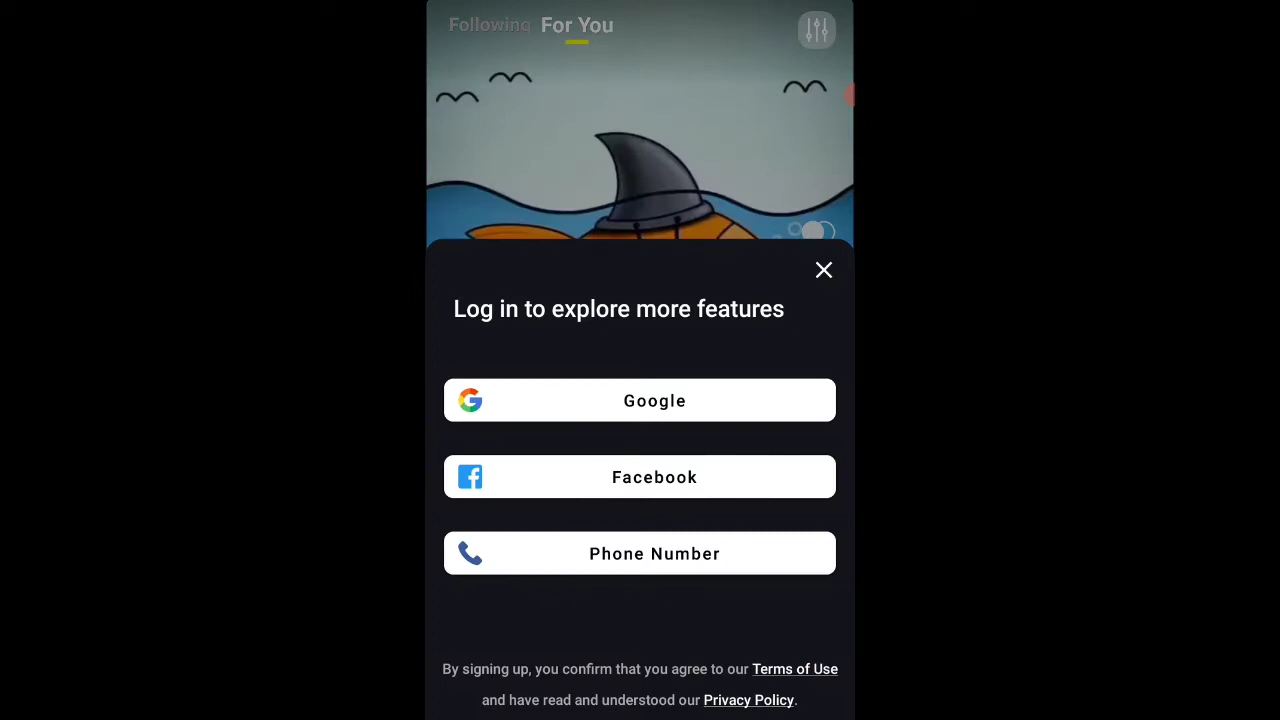 Following For You
Log in to explore more features
Google
Facebook
Phone Number
By signing up, you confirm that you agree to our Terms of Use
and have read and understood our Privacy Policy.